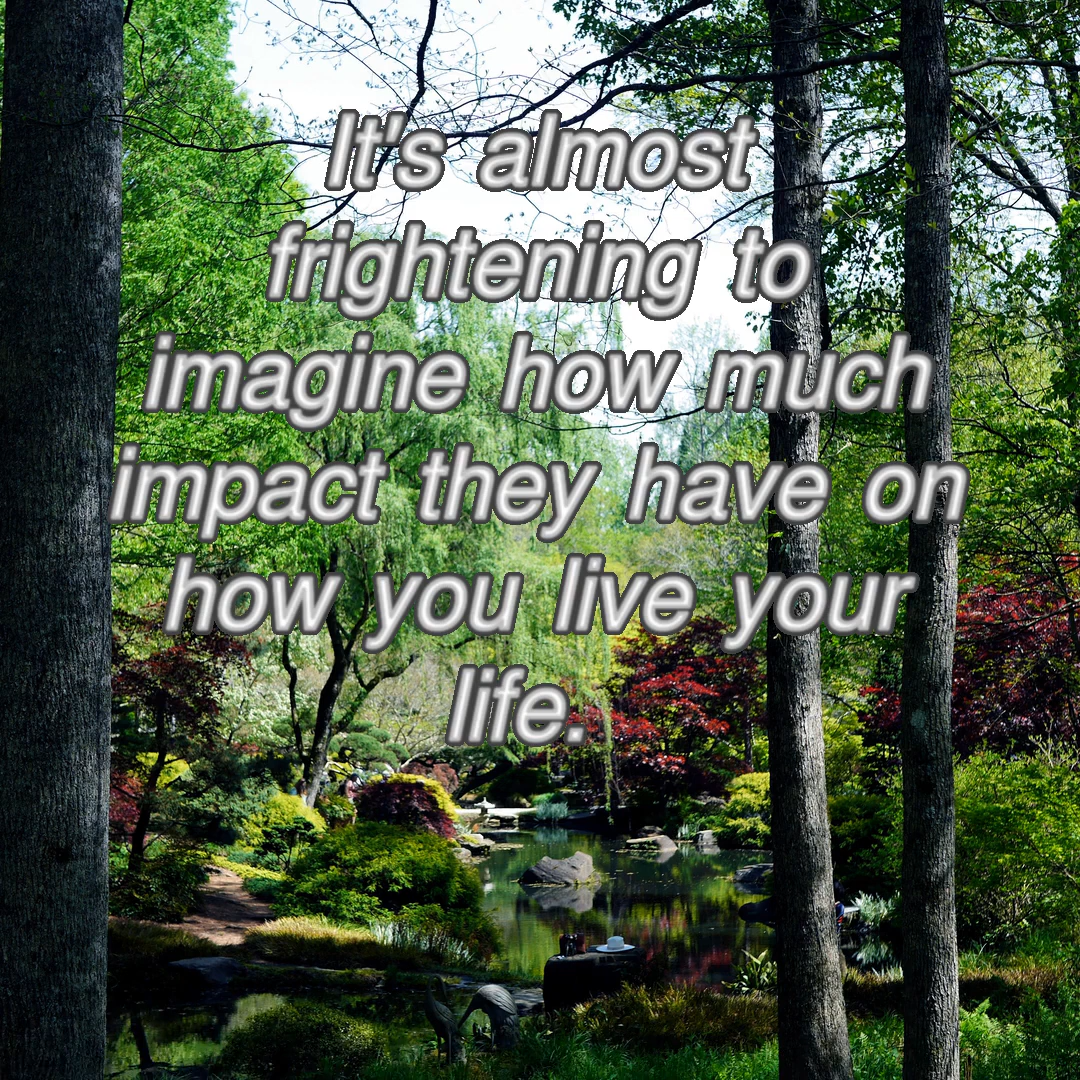 It's almost
frightening to
imagine how much
impact they have on
how you live your
life.